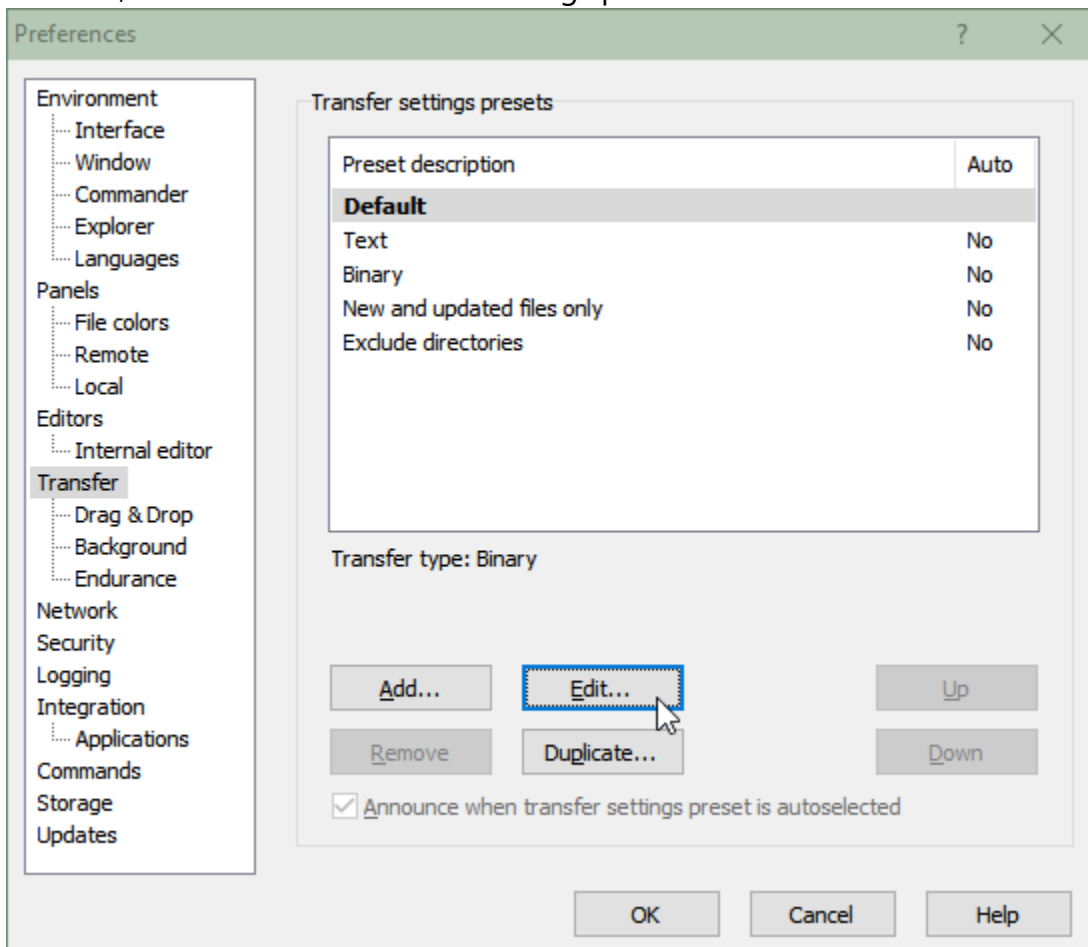 Preferences
?
Environment
Interface
Window
Commander
Explorer
Languages
Panels
File colors
Remote
Local
Editors
Internal editor
Transfer
Drag & Drop
Background
Endurance
Network
Security
Logging
Integration
Applications
Commands
Storage
Updates
Transfer settings presets
Preset description Auto
Default
Text No
Binary No
New and updated files only No
Exclude directories No
Transfer type: Binary
Add... Edit... Up
Remove Duplicate... Down
Announce when transfer settings preset is autoselected
OK Cancel Help